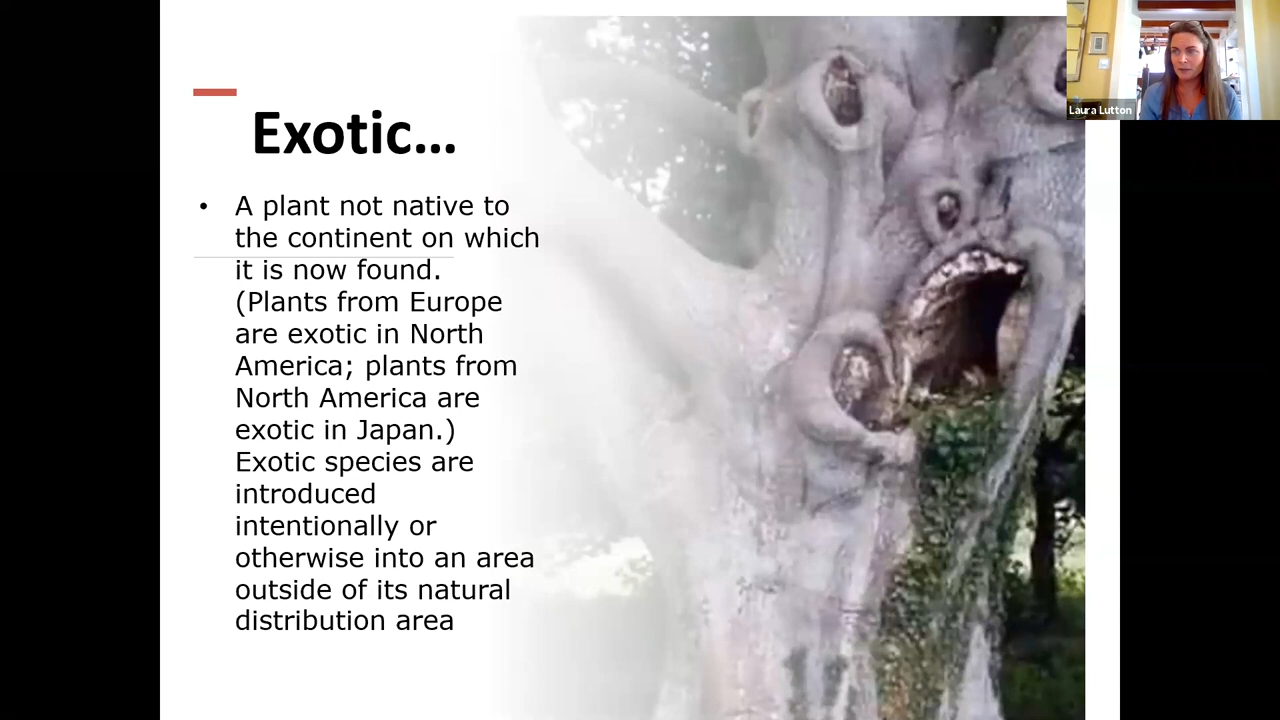 Exotic...
• A plant not native to
the continent on which
it is now found.
(Plants from Europe
are exotic in North
America; plants from
North America are
exotic in Japan.)
Exotic species are
introduced
intentionally or
otherwise into an area
outside of its natural
distribution area
Laura Lutton